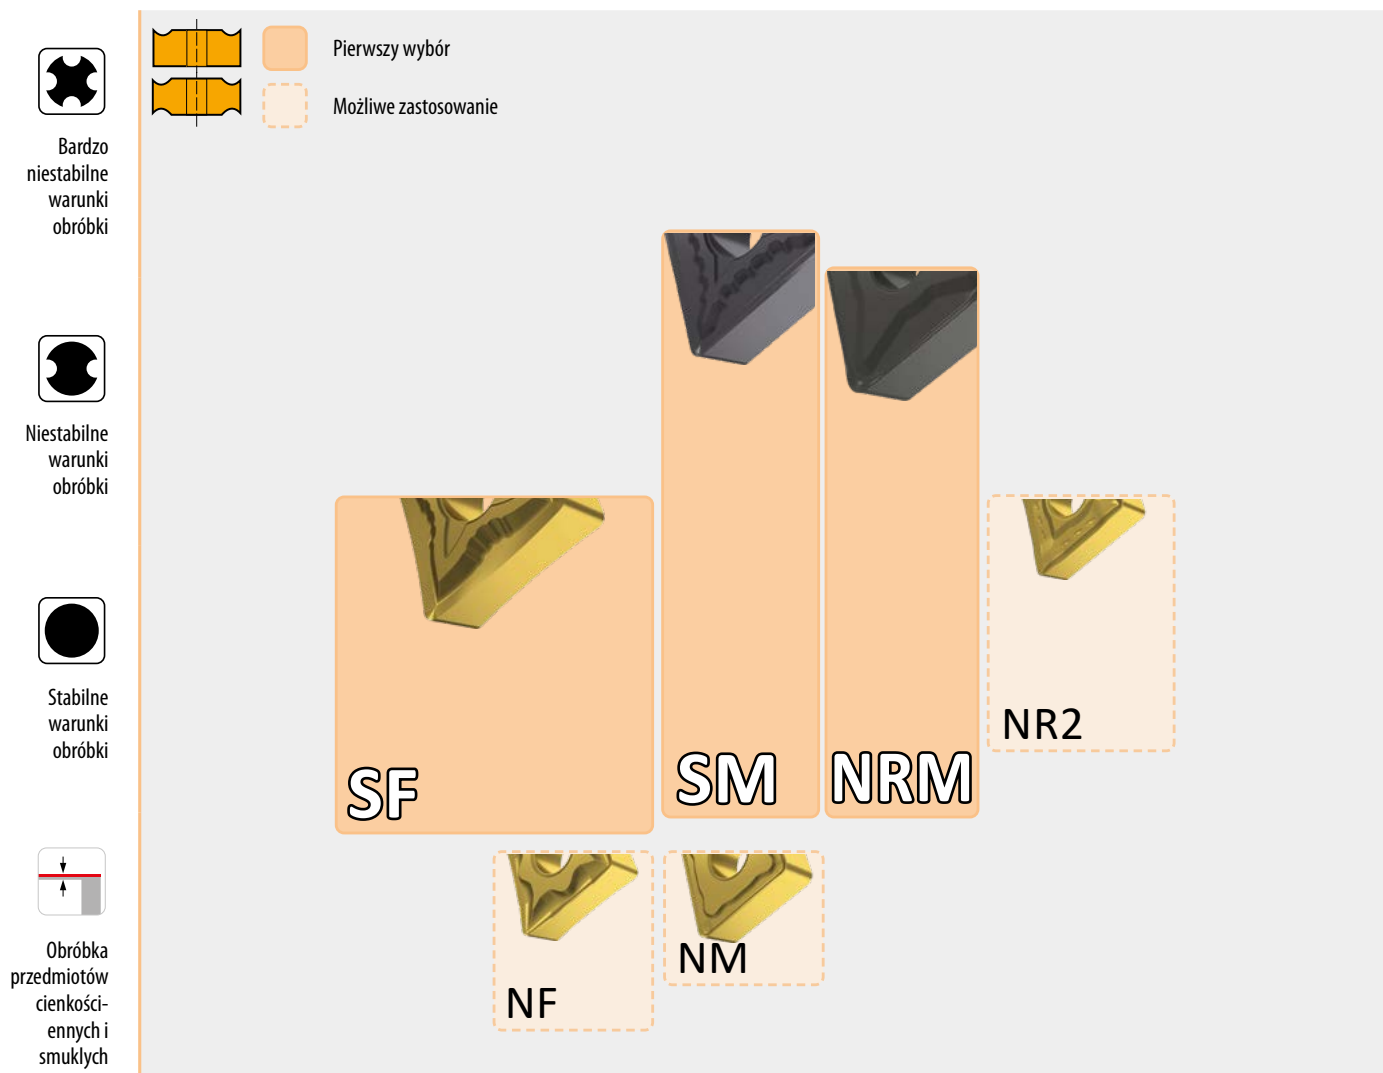 Pierwszy wybór
Możliwe zastosowanie
Bardzo
niestabilne
warunki
obróbki
Niestabilne
warunki
obróbki
Stabilne
warunki
obróbki
SF
SM
NRM
NR2
Obróbka
przedmiotów
cienkości-
ennych i
smuklych
NF
NM